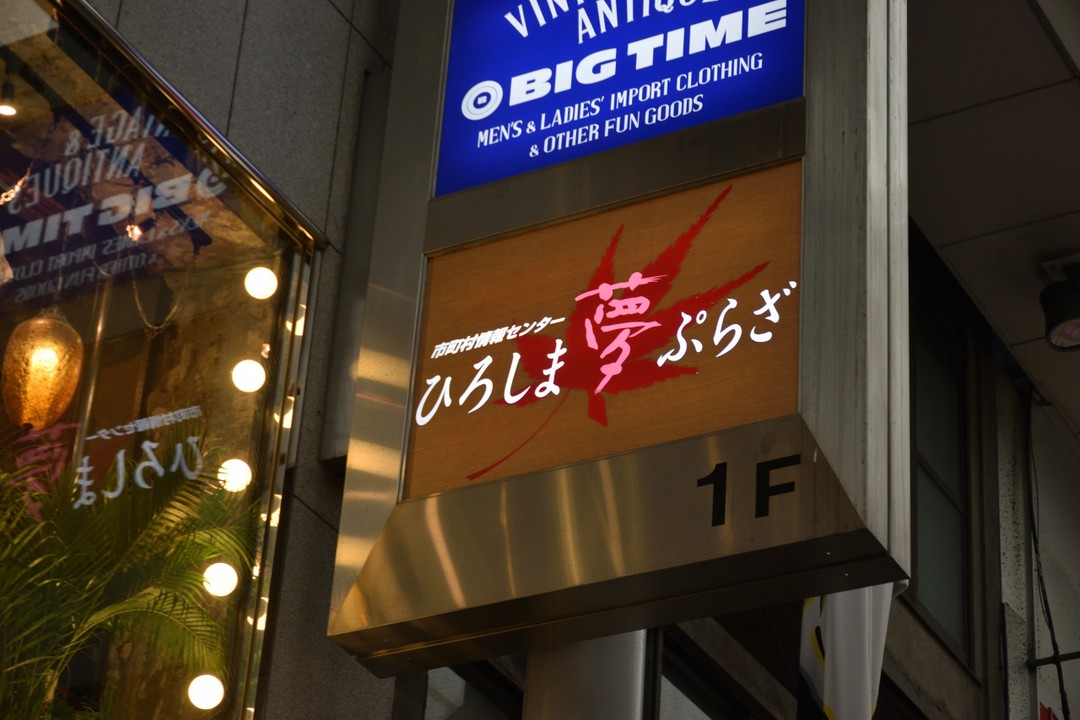 ANTIQUES
BIG TIME
MEN'S & LADIES' IMPORT CLOTHING
& OTHER FUN GOODS
市町村情報センター
ひろしま夢ぷらざ
1F